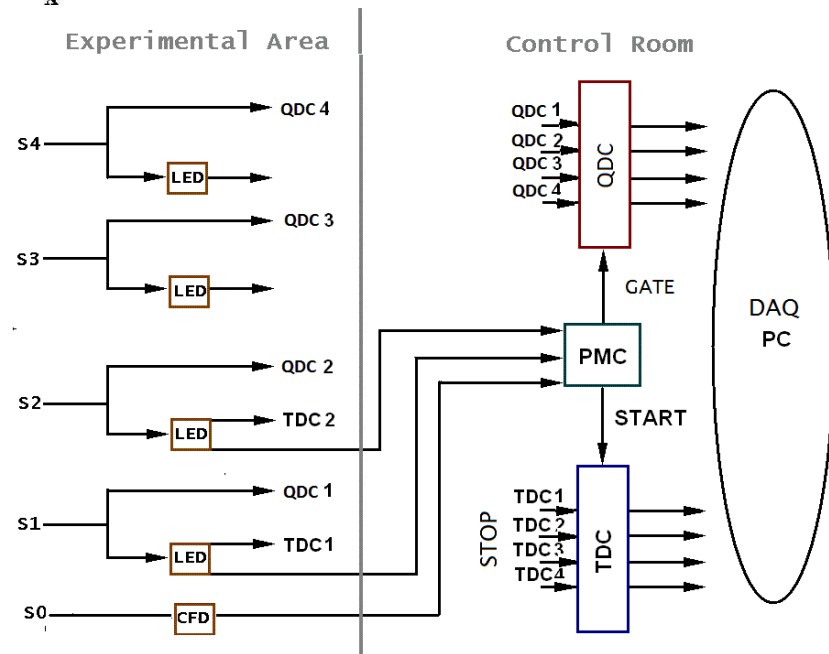 X
Experimental Area
Control Room
S4
QDC 4
LED
S3
QDC 3
LED
S2
QDC 2
TDC 2
LED
S1
QDC 1
TDC 1
LED
S0
CFD
QDC 1
QDC 2
QDC 3
QDC 4
QDC
GATE
PMC
START
STOP
TDC1
TDC2
TDC3
TDC4
TDC
DAQ
PC